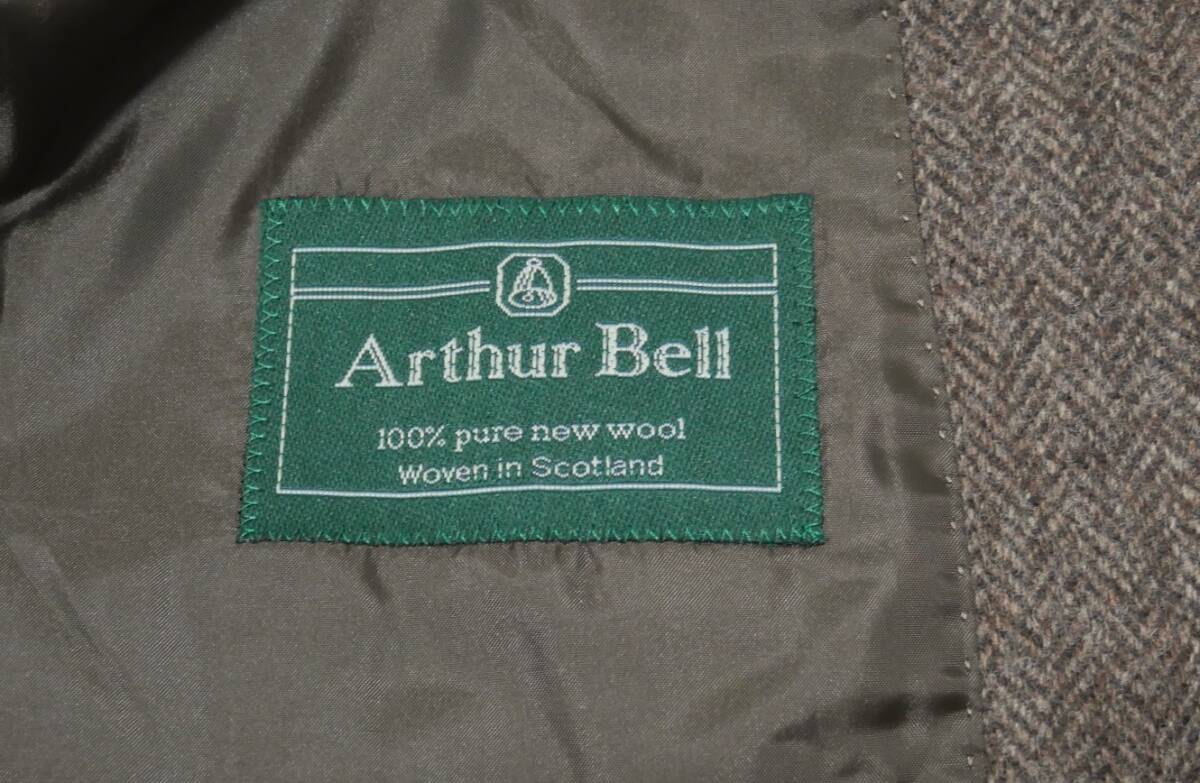 Arthur Bell
100% pure new wool
Woven in Scotland